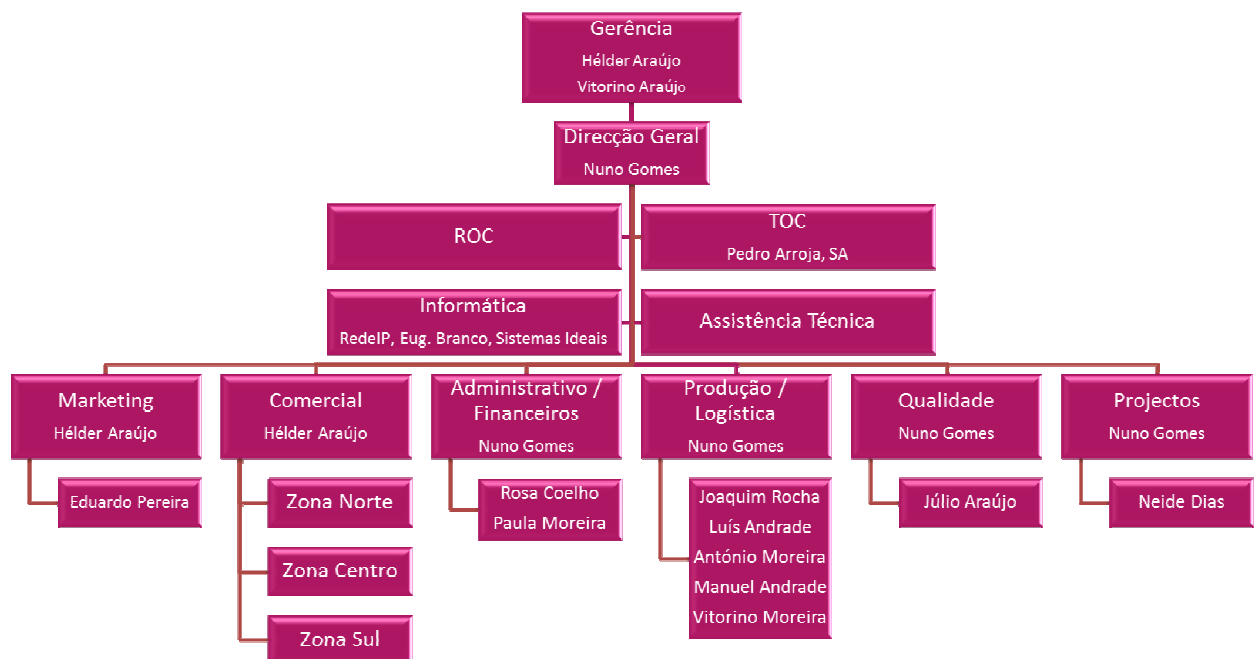 Gerência
Hélder Araújo
Vitorino Araújo
Direcção Geral
Nuno Gomes
ROC
TOC
Pedro Arroja, SA
Informática
RedeIP, Eug. Branco, Sistemas Ideais
Assistência Técnica
Marketing
Hélder Araújo
Comercial
Hélder Araújo
Administrativo /
Financeiros
Nuno Gomes
Produção /
Logística
Nuno Gomes
Qualidade
Nuno Gomes
Projectos
Nuno Gomes
Eduardo Pereira
Zona Norte
Zona Centro
Zona Sul
Rosa Coelho
Paula Moreira
Joaquim Rocha
Luís Andrade
António Moreira
Manuel Andrade
Vitorino Moreira
Júlio Araújo
Neide Dias